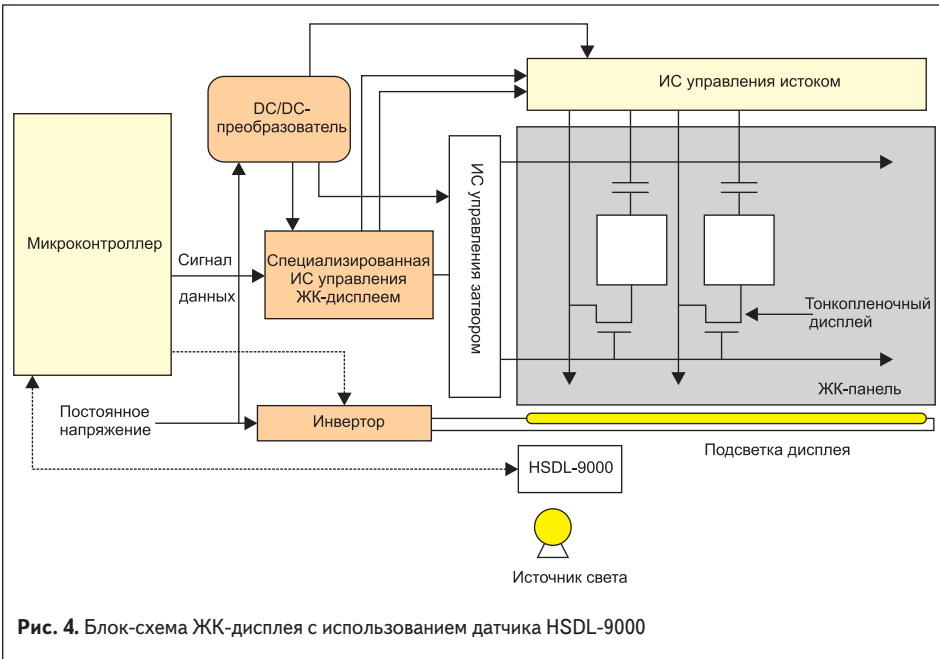 ИС управления истоком
DC/DC-
преобразователь
ИС управления затвором
Микроконтроллер
Сигнал
данных
Специализированная
ИС управления
ЖК-дисплеем
Тонкопленочный
дисплей
ЖК-панель
Постоянное
напряжение
Инвертор
Подсветка дисплея
HSDL-9000
Источник света
Рис. 4. Блок-схема ЖК-дисплея с использованием датчика HSDL-9000